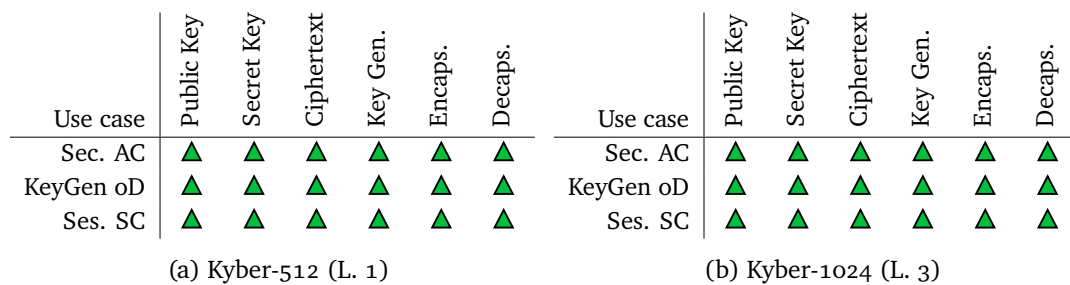 Use case Public Key Secret Key Ciphertext Key Gen. Encaps. Decaps.
Sec. AC
KeyGen oD
Ses. SC
(a) Kyber-512 (L. 1)
Use case Public Key Secret Key Ciphertext Key Gen. Encaps. Decaps.
Sec. AC
KeyGen oD
Ses. SC
(b) Kyber-1024 (L. 3)